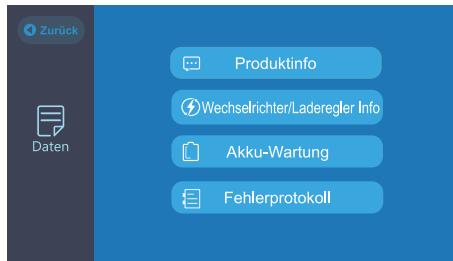 Zurück
Daten
Produktinfo
Wechselrichter/Laderegler Info
Akku-Wartung
Fehlerprotokoll